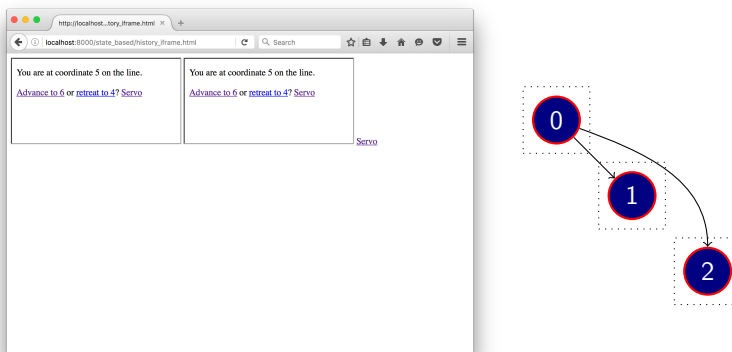 http://localhost...tory_iframe.html × +
localhost:8000/state_based/history_iframe.html Search
You are at coordinate 5 on the line.
Advance to 6 or retreat to 4? Servo
You are at coordinate 5 on the line.
Advance to 6 or retreat to 4? Servo
Servo
0
1
2